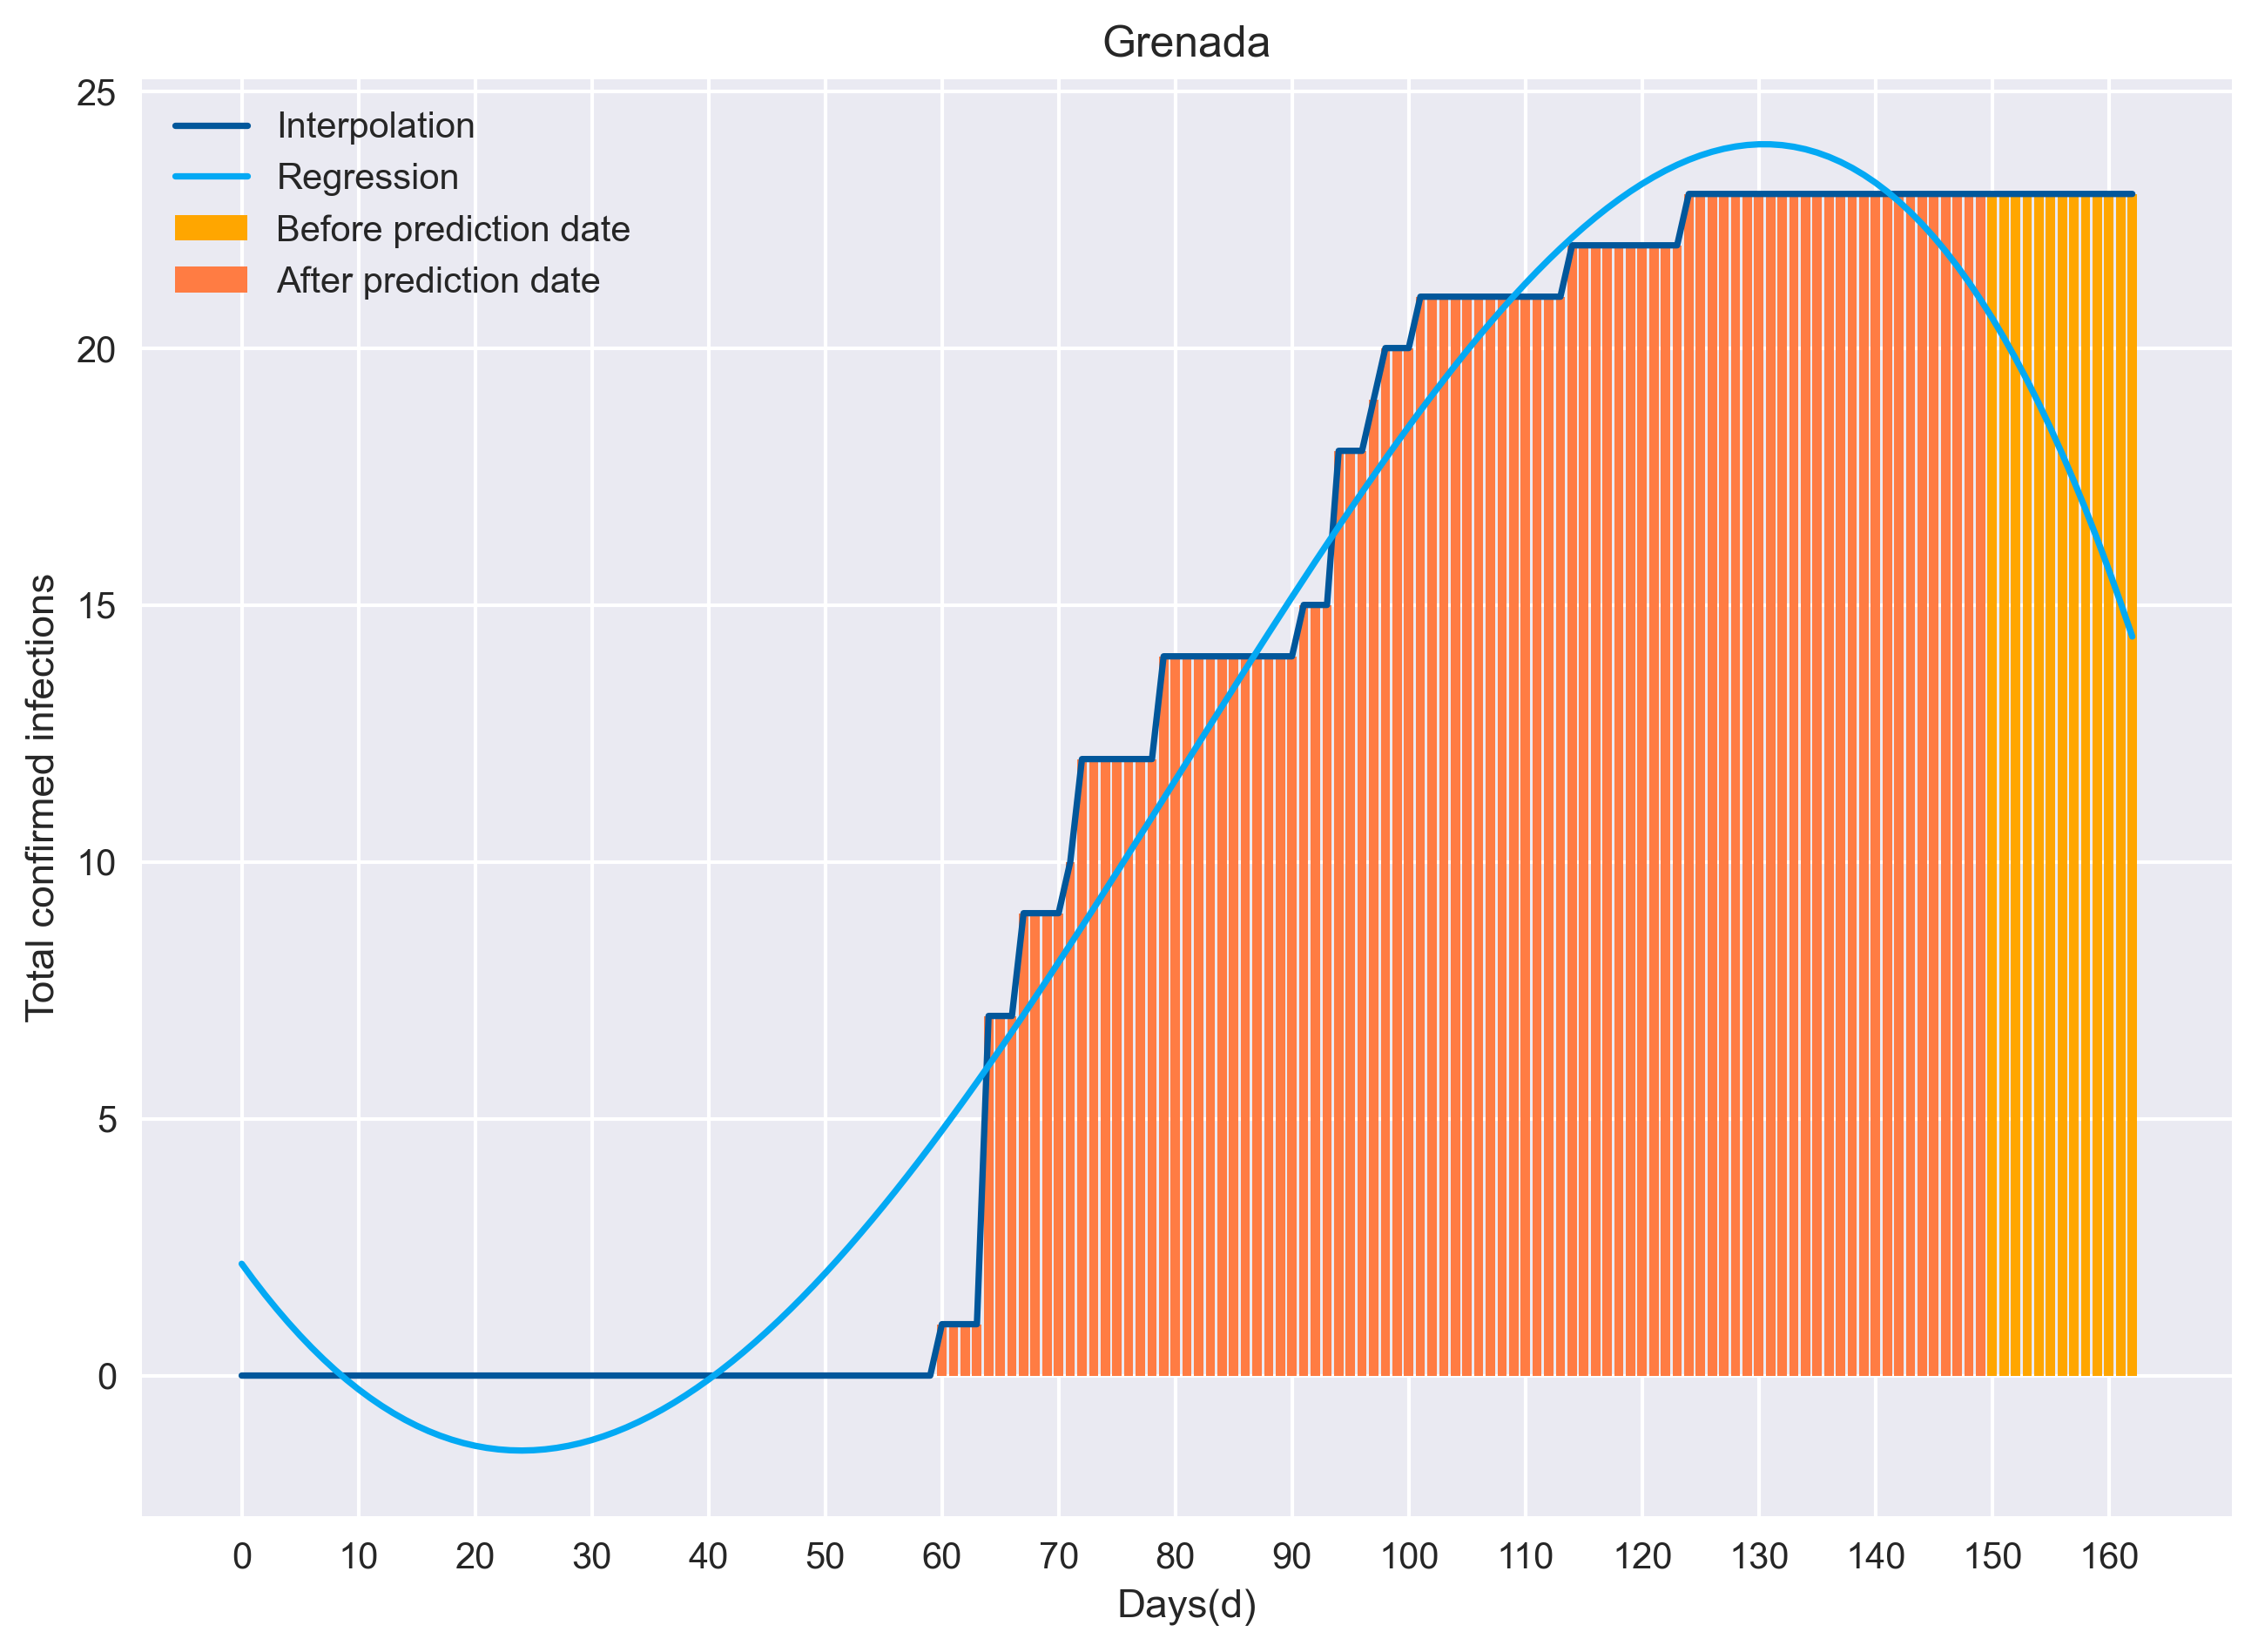 Grenada
25
20
15
10
5
0
Total confirmed infections
Interpolation
Regression
Before prediction date
After prediction date
0 10 20 30 40 50 60 70 80 90 100 110 120 130 140 150 160
Days(d)